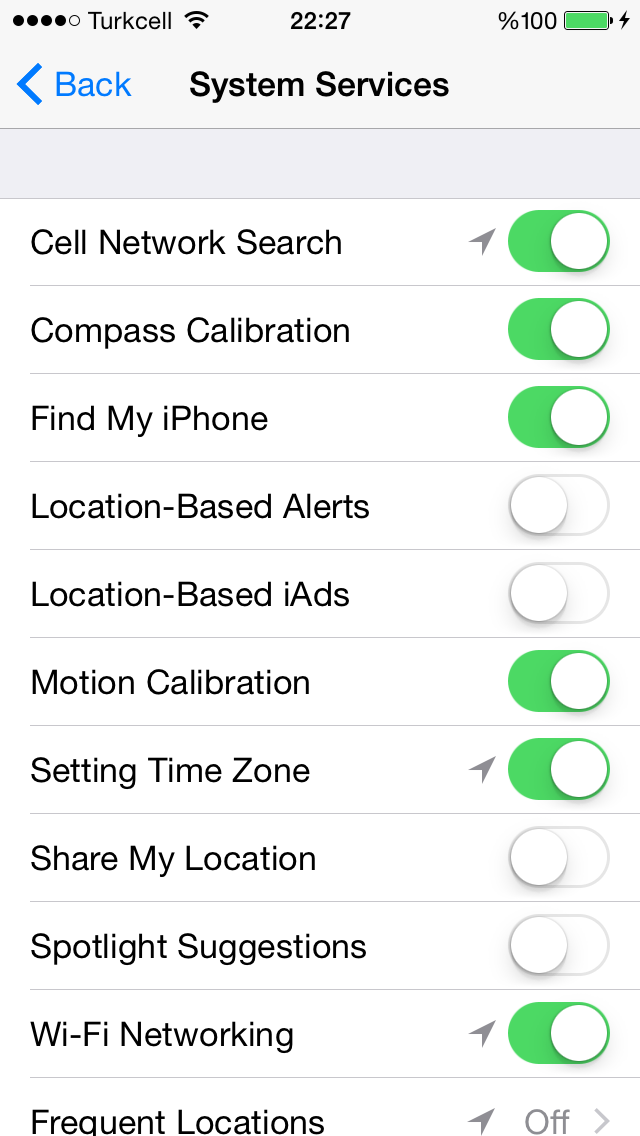 Turkcell 22:27 %100
Back System Services
Cell Network Search
Compass Calibration
Find My iPhone
Location-Based Alerts
Location-Based iAds
Motion Calibration
Setting Time Zone
Share My Location
Spotlight Suggestions
Wi-Fi Networking
Frequent Locations Off